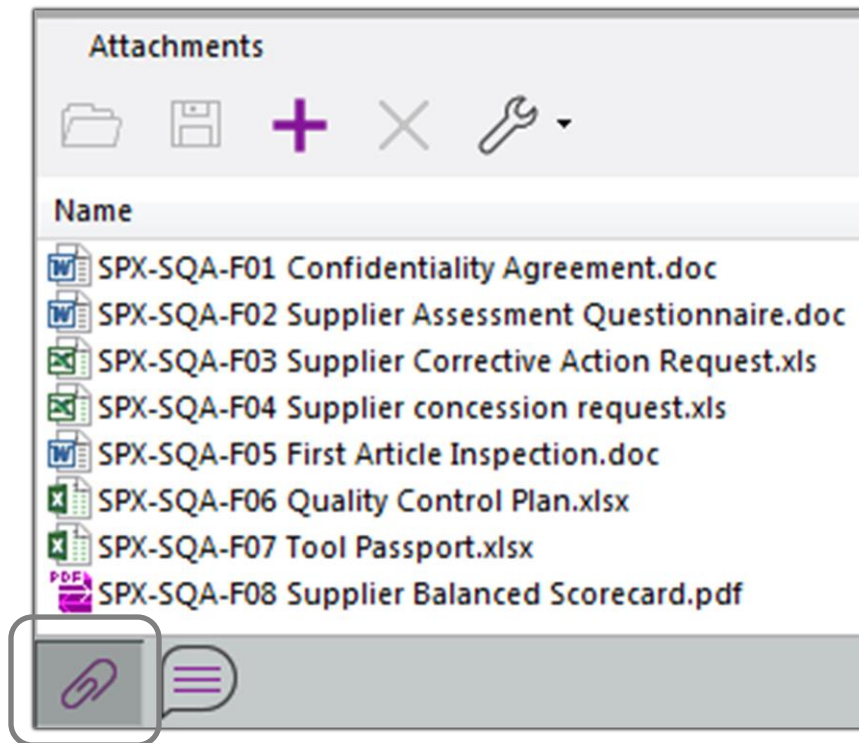 Attachments
Name
SPX-SQA-F01 Confidentiality Agreement.doc
SPX-SQA-F02 Supplier Assessment Questionnaire.doc
SPX-SQA-F03 Supplier Corrective Action Request.xls
SPX-SQA-F04 Supplier concession request.xls
SPX-SQA-F05 First Article Inspection.doc
SPX-SQA-F06 Quality Control Plan.xlsx
SPX-SQA-F07 Tool Passport.xlsx
PDF
SPX-SQA-F08 Supplier Balanced Scorecard.pdf